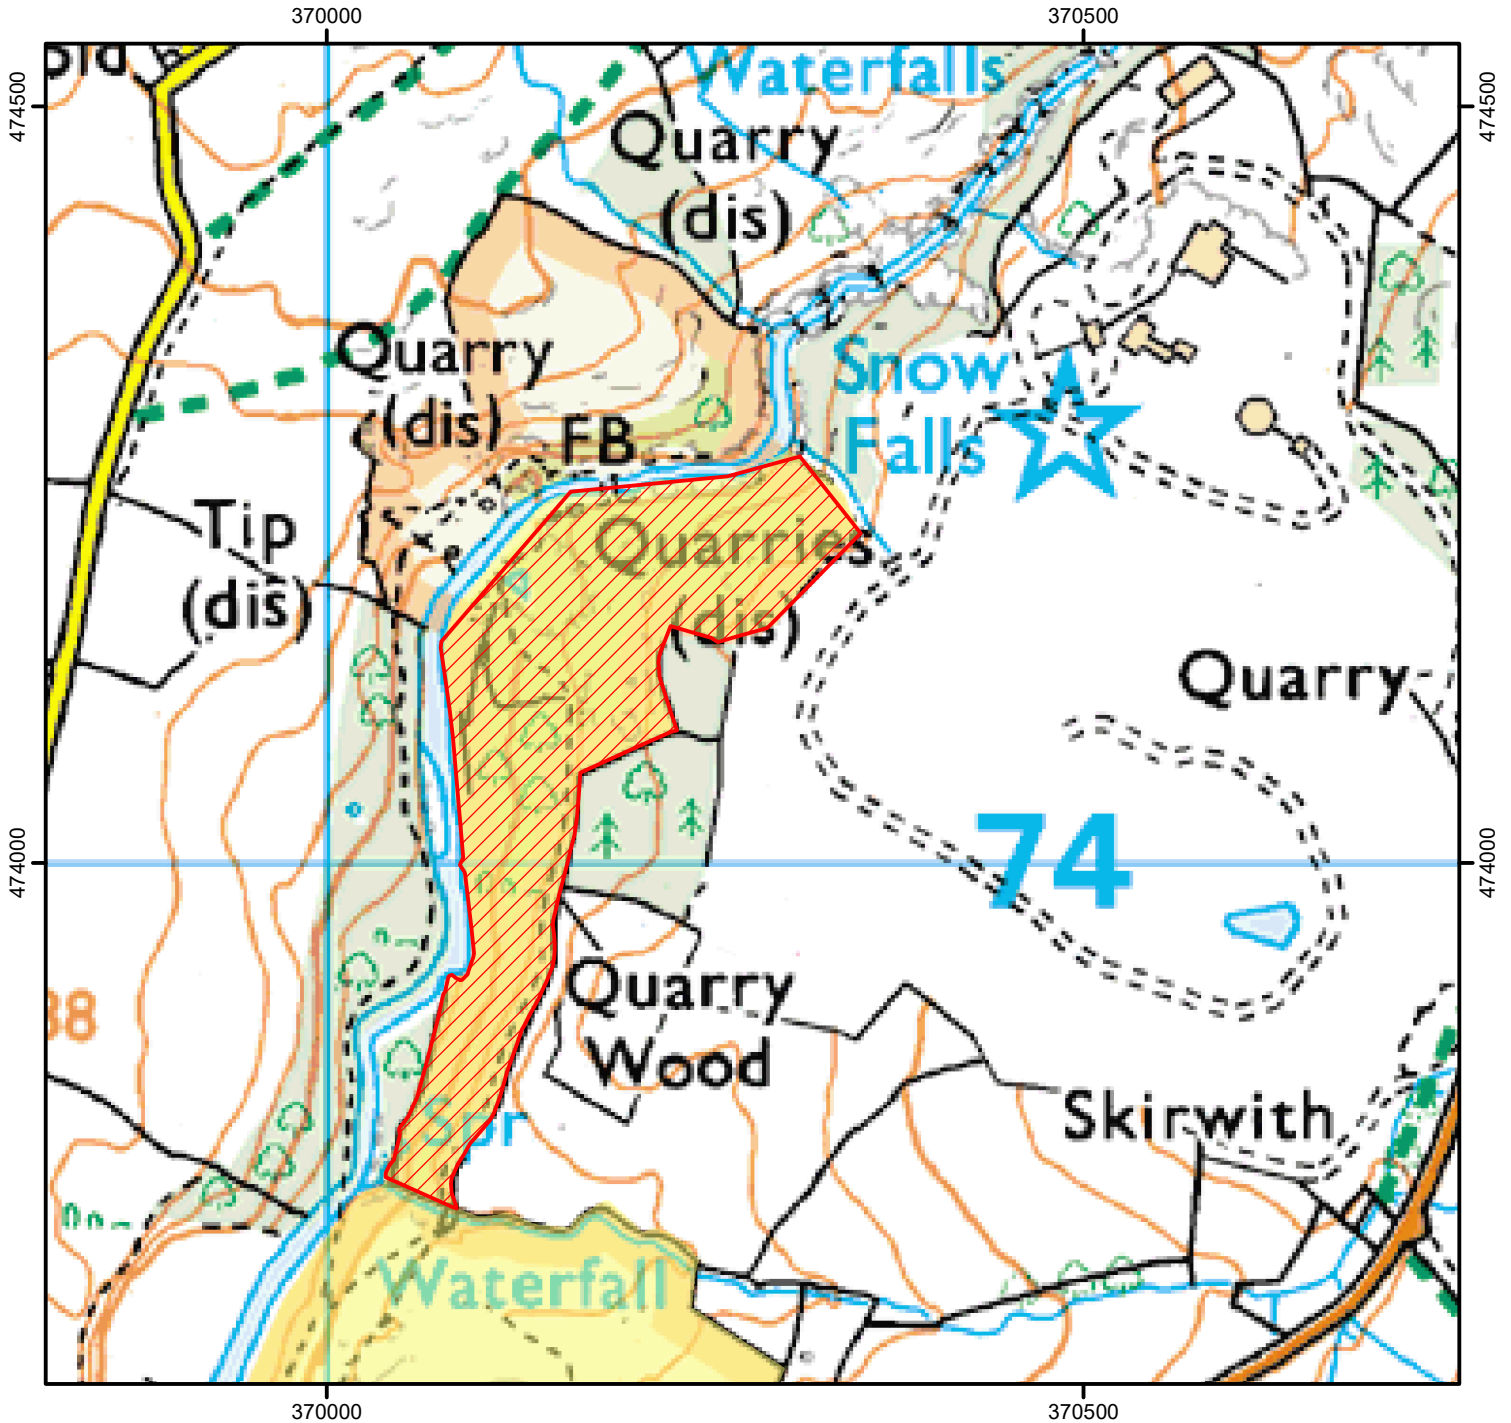 370000
370500
474500
474500
Waterfalls
Quarry
(dis)
Quarry
(dis)
FB
Snow
Falls
Tip
(dis)
Quarries
(dis)
Quarry
74
474000
474000
Quarry
Wood
Skirwith
Spr
Waterfall
370000
370500